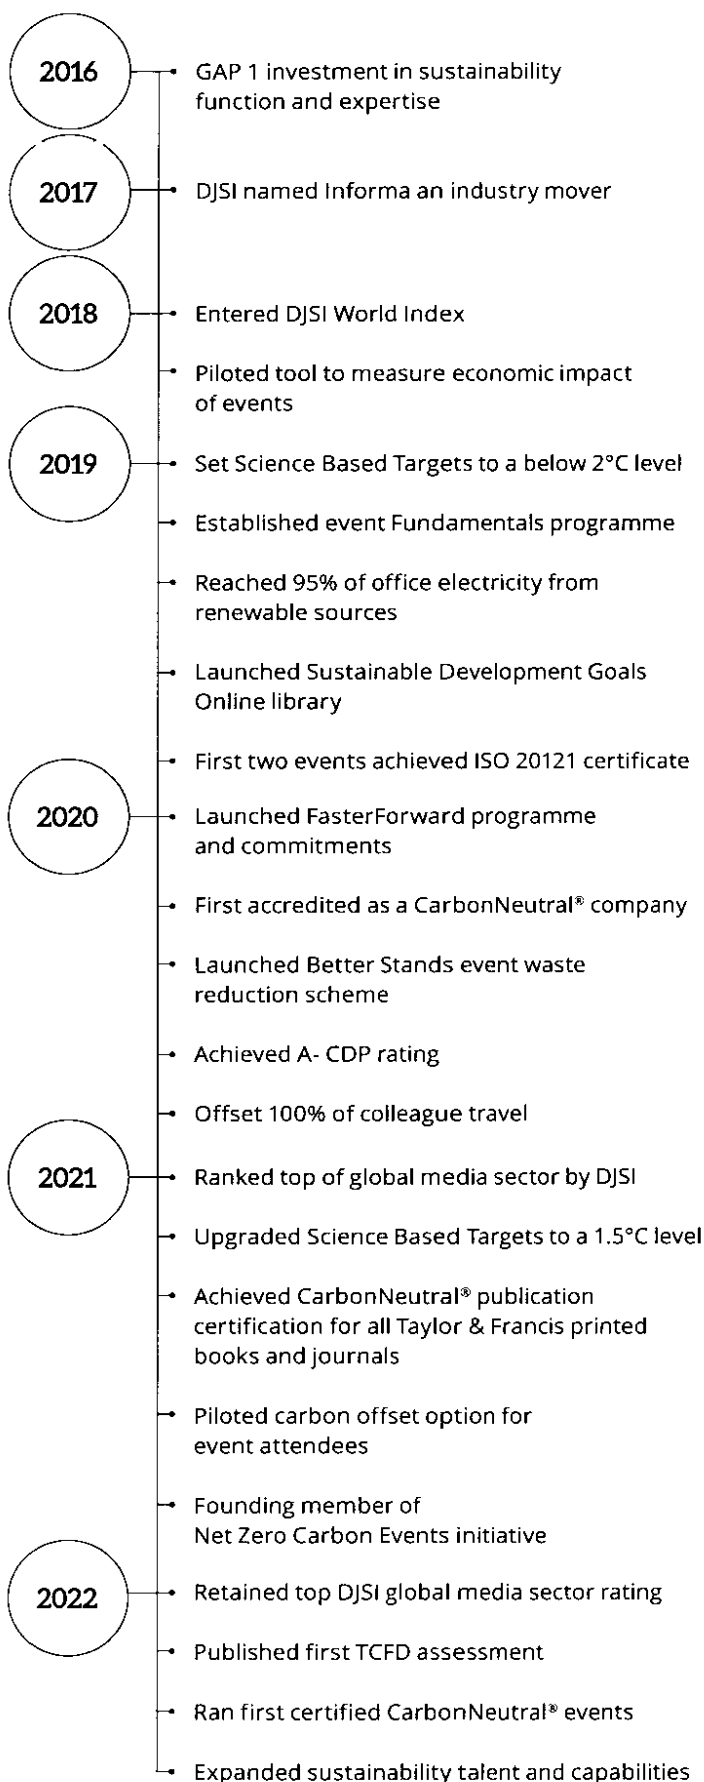 2016
GAP 1 investment in sustainability
function and expertise
2017
DJSI named Informa an industry mover
2018
Entered DJSI World Index
Piloted tool to measure economic impact
of events
2019
Set Science Based Targets to a below 2°C level
Established event Fundamentals programme
Reached 95% of office electricity from
renewable sources
Launched Sustainable Development Goals
Online library
First two events achieved ISO 20121 certificate
2020
Launched FasterForward programme
and commitments
First accredited as a CarbonNeutral® company
Launched Better Stands event waste
reduction scheme
Achieved A- CDP rating
Offset 100% of colleague travel
2021
Ranked top of global media sector by DJSI
Upgraded Science Based Targets to a 1.5°C level
Achieved CarbonNeutral® publication
certification for all Taylor & Francis printed
books and journals
Piloted carbon offset option for
event attendees
Founding member of
Net Zero Carbon Events initiative
2022
Retained top DJSI global media sector rating
Published first TCFD assessment
Ran first certified CarbonNeutral® events
Expanded sustainability talent and capabilities